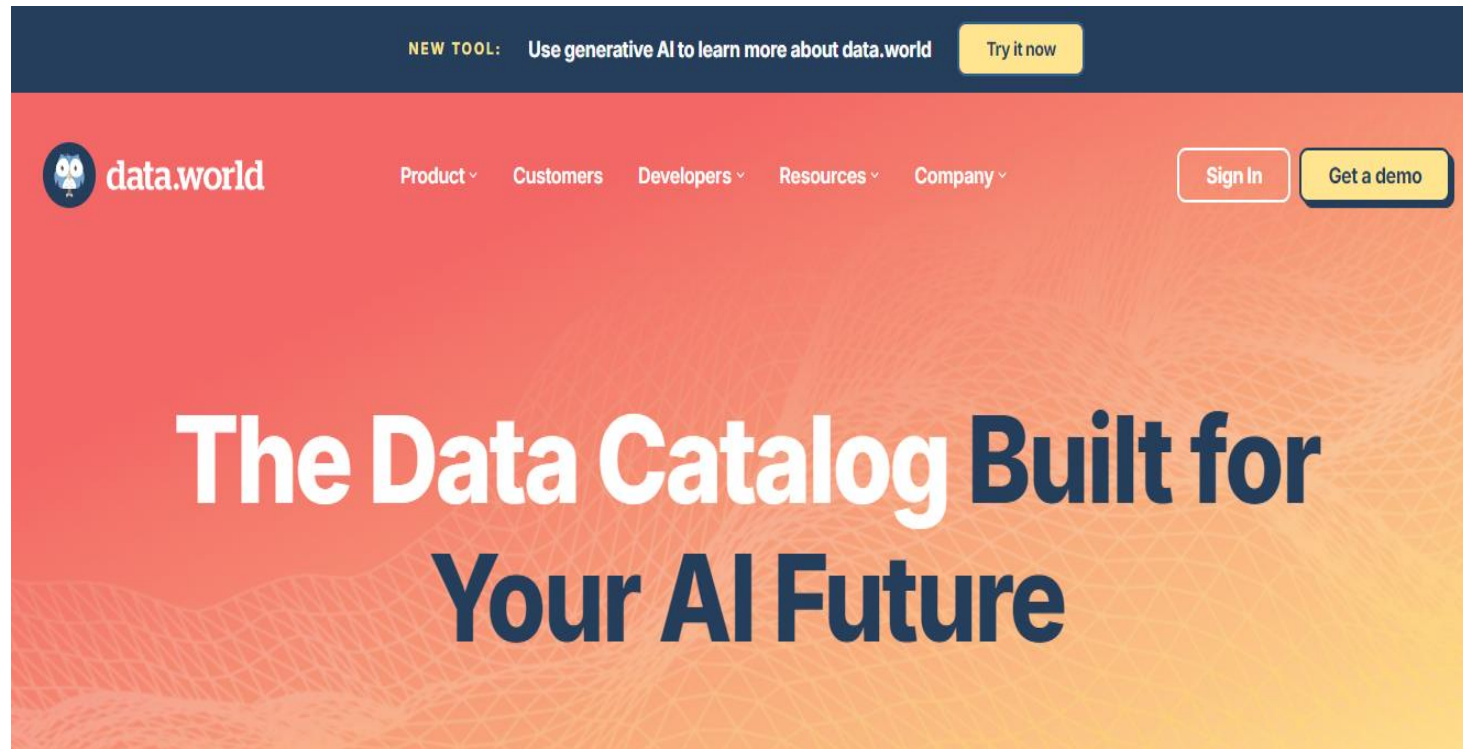 NEW TOOL: Use generative AI to learn more about data.world Try it now
data.world Product Customers Developers Resources Company Sign In Get a demo
The Data Catalog Built for
Your AI Future